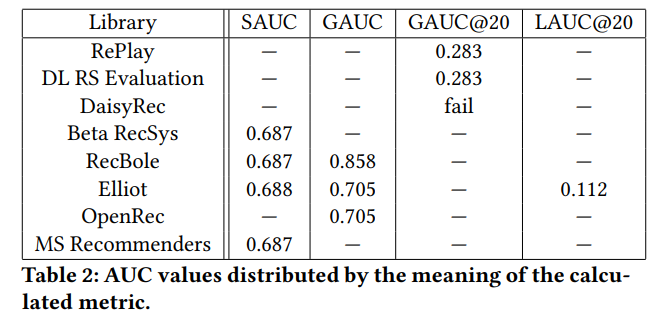 Library SAUC GAUC GAUC@20 LAUC@20
RePlay — — 0.283 —
DL RS Evaluation — — 0.283 —
DaisyRec — — fail —
Beta RecSys 0.687 — — —
RecBole 0.687 0.858 — —
Elliot 0.688 0.705 — 0.112
OpenRec — 0.705 — —
MS Recommenders 0.687 — — —
Table 2: AUC values distributed by the meaning of the calcu-
lated metric.